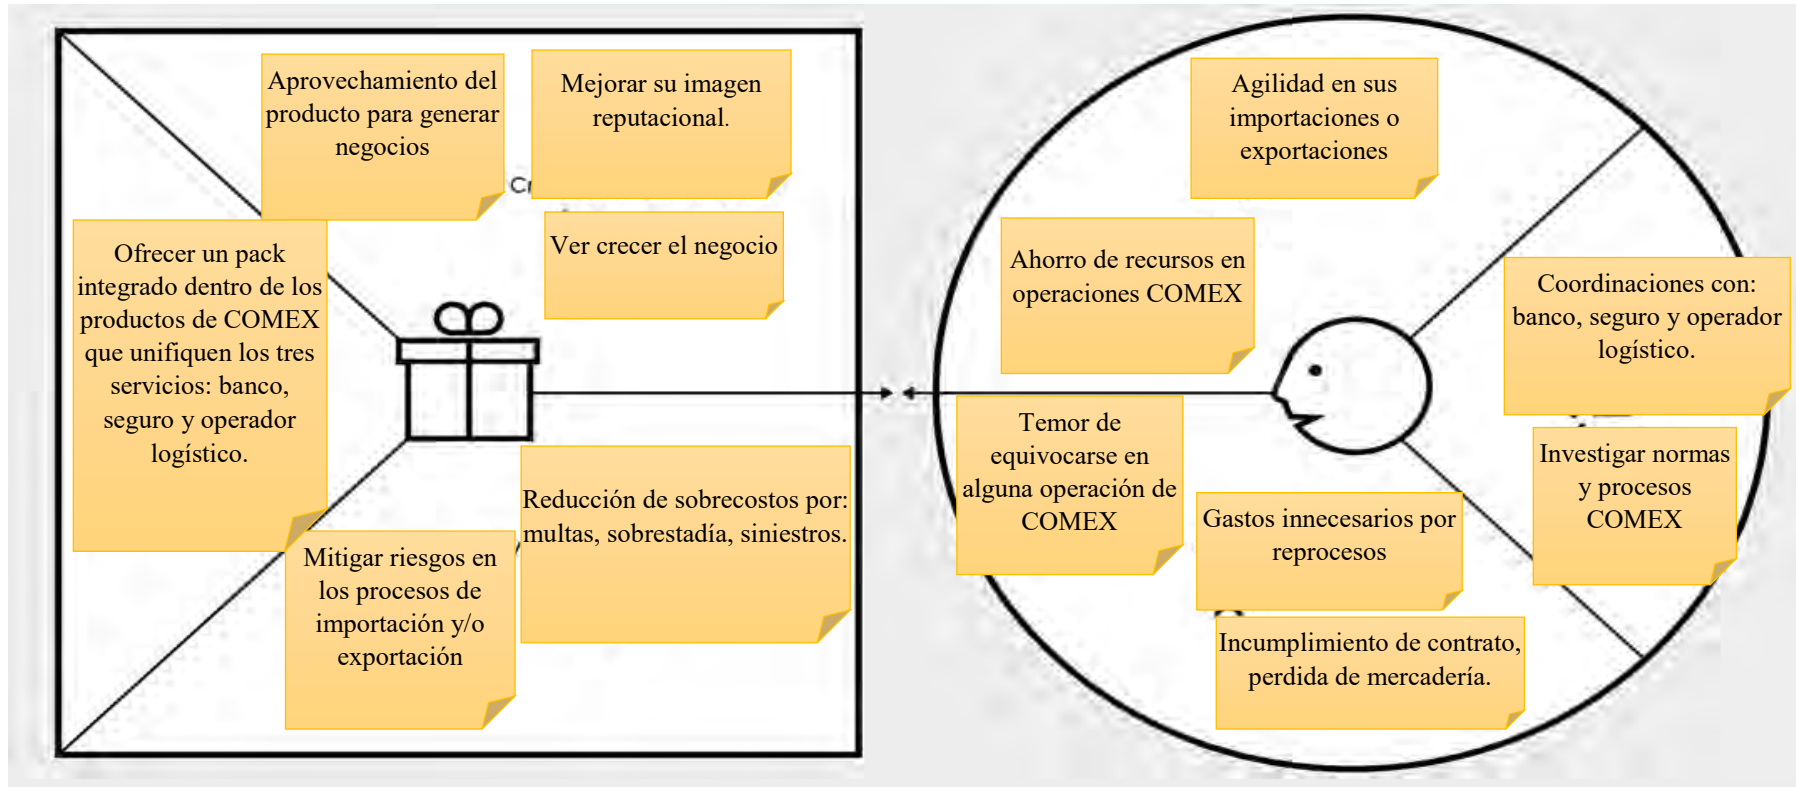 Aprovechamiento del
producto para generar
negocios
Mejorar su imagen
reputacional.
Ver crecer el negocio
Ofrecer un pack
integrado dentro de los
productos de COMEX
que unifiquen los tres
servicios: banco,
seguro y operador
logístico.
Reducción de sobrecostos por:
multas, sobrestadía, siniestros.
Mitigar riesgos en
los procesos de
importación y/o
exportación
Agilidad en sus
importaciones o
exportaciones
Ahorro de recursos en
operaciones COMEX
Coordinaciones con:
banco, seguro y operador
logístico.
Investigar normas
y procesos
COMEX
Temor de
equivocarse en
alguna operación de
COMEX
Gastos innecesarios por
reprocesos
Incumplimiento de contrato,
perdida de mercadería.